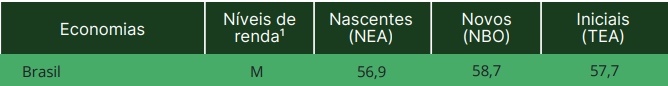 Economias
Níveis de
renda¹
Nascentes
(NEA)
Novos
(NBO)
Iniciais
(TEA)
Brasil
M
56,9
58,7
57,7